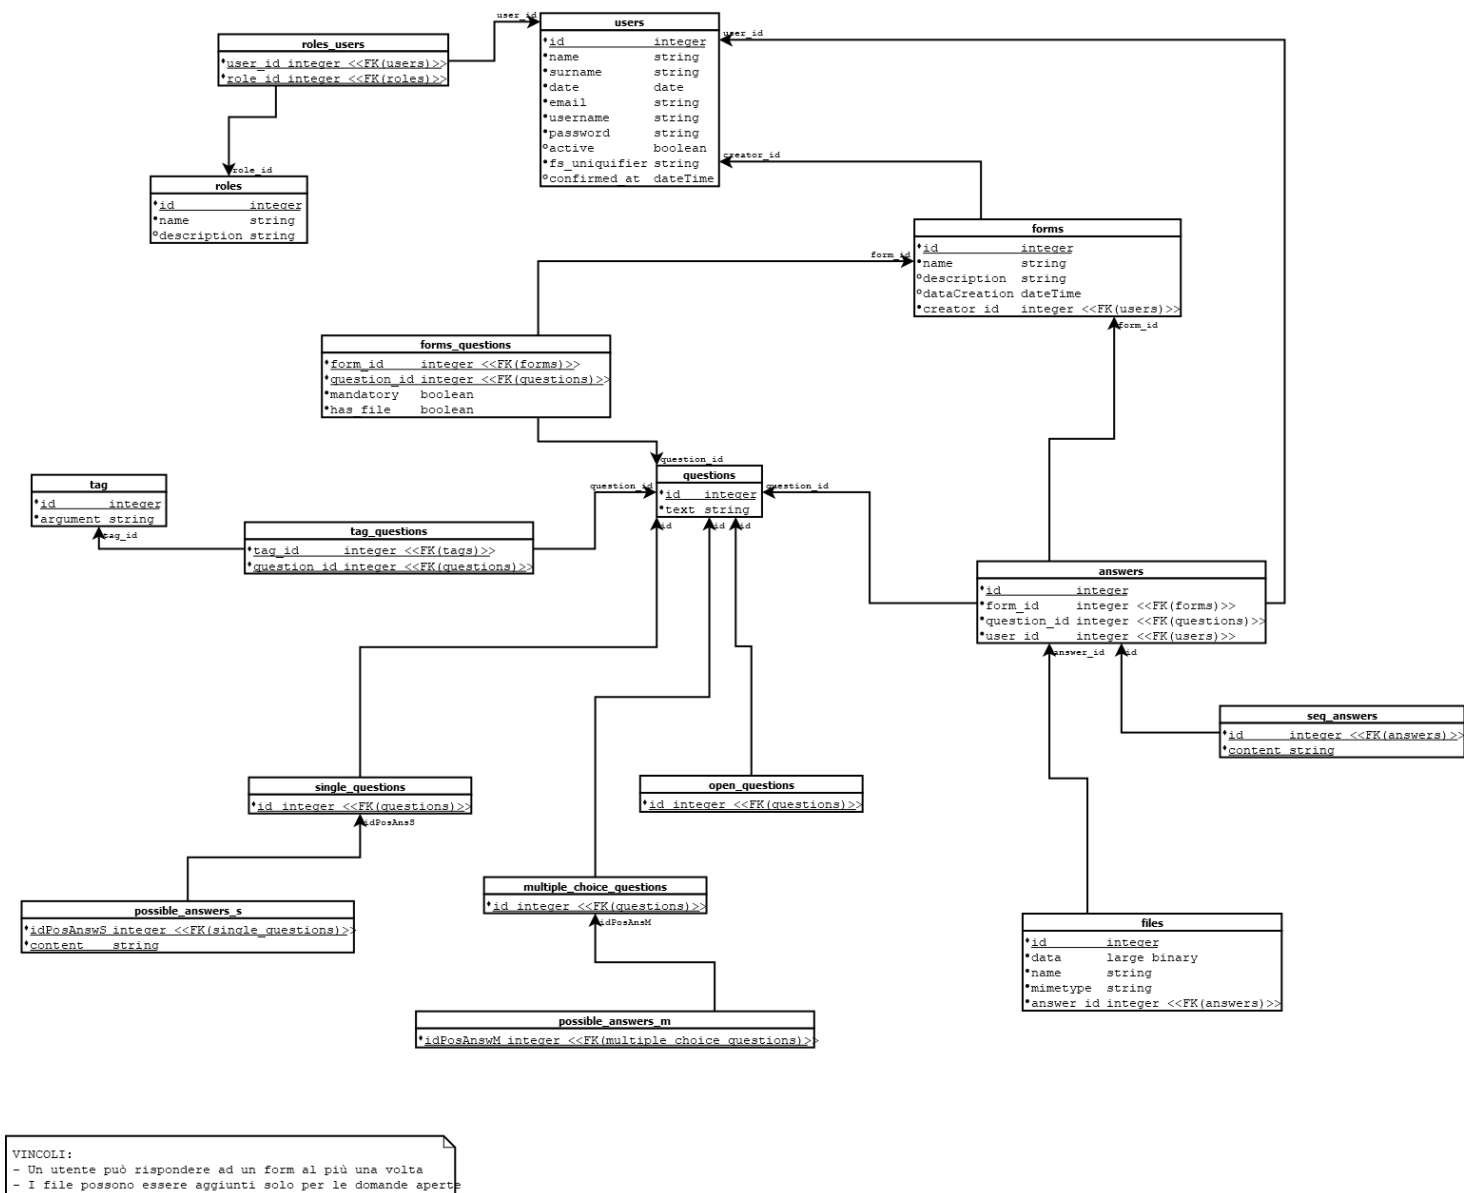 user_id
users
id integer
name string
surname string
date date
email string
username string
password string
active boolean
fs_uniquifier string
confirmed_at dateTime
user_id
creator_id
roles_users
user_id integer <<FK(users)>>
role_id integer <<FK(roles)>>
role_id
roles
id integer
name string
description string
forms
id integer
name string
description string
dataCreation dateTime
creator_id integer <<FK(users)>>
form_id
form_id
forms_questions
form_id integer <<FK(forms)>>
question_id integer <<FK(questions)>>
mandatory boolean
has_file boolean
question_id
questions
id integer
text string
question_id
question_id
id
id
id
tag
id integer
argument string
tag_id
tag_questions
tag_id integer <<FK(tags)>>
question_id integer <<FK(questions)>>
answers
id integer
form_id integer <<FK(forms)>>
question_id integer <<FK(questions)>>
user_id integer <<FK(users)>>
answer_id
id
seq_answers
id integer <<FK(answers)>>
content string
single_questions
id integer <<FK(questions)>>
idPosAnsS
open_questions
id integer <<FK(questions)>>
multiple_choice_questions
id integer <<FK(questions)>>
idPosAnsM
possible_answers_s
idPosAnswS integer <<FK(single_questions)>>
content string
files
id integer
data large binary
name string
mimetype string
answer_id integer <<FK(answers)>>
possible_answers_m
idPosAnswM integer <<FK(multiple_choice_questions)>>
VINCOLI:
- Un utente può rispondere ad un form al più una volta
- I file possono essere aggiunti solo per le domande aperte